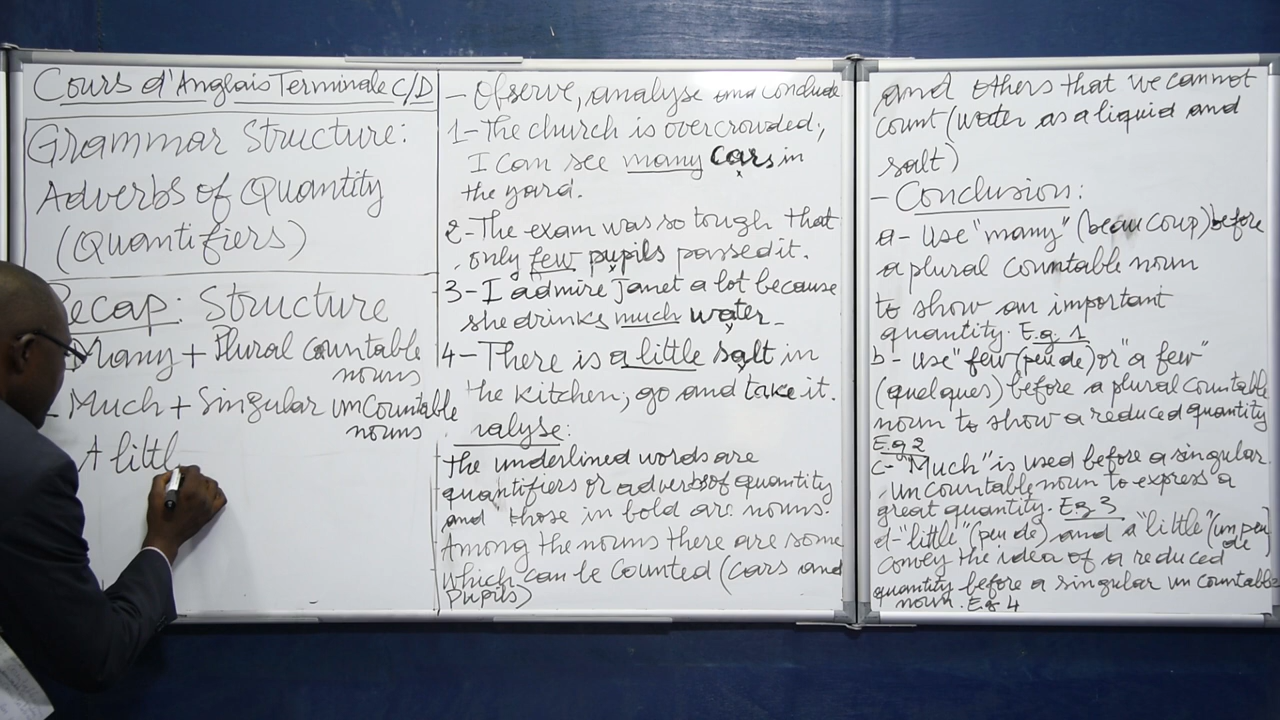 Cours d'Anglais Terminale C/D
Grammar Structure:
Adverbs of Quantity
(Quantifiers)
Recap: Structure
Many + Plural countable
nouns
- Much + Singular unCountable
nouns
A littl
- Observe, analyse and conclude
1- The church is overcrowded;
I can see many cars in
the yard.
2- The exam was so tough that
only few pupils passed it.
3- I admire Janet a lot because
she drinks much water.
4- There is a little salt in
the kitchen; go and take it.
nalyse:
the underlined words are
quantifiers or adverbs of quantity
and those in bold are nouns.
Among the nouns there are some
which can be counted (cars and
pupils)
and others that we cannot
count (water as a liquid and
salt)
- Conclusion:
a- Use "many" (beaucoup) before
a plural countable noun
to show an important
quantity. E.g 1
b- use "few (peu de) or "a few"
(quelques) before a plural countable
noun to show a reduced quantity
E.g 2
c- "Much" is used before a singular
unCountable noun to express a
great quantity. E.g 3
d- "little" (peu de) and a "little" (un peu
de)
convey the idea of a reduced
quantity before a singular uncountable
noun. E.g 4